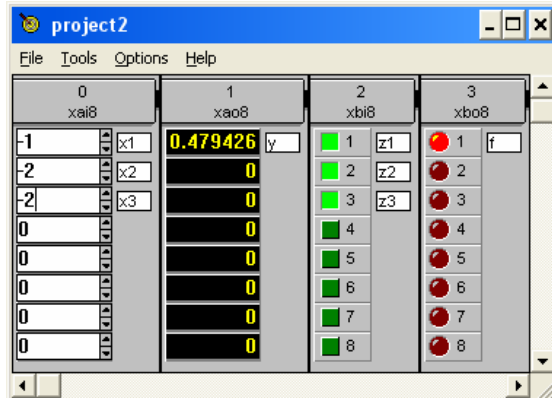 project2
File Tools Options Help
0 1 2 3
xai8 xao8 xbi8 xbo8
-1 x1 0.479426 y 1 z1 1 f
-2 x2 0 2 z2 2
-2 x3 0 3 z3 3
0 0 4 4
0 0 5 5
0 0 6 6
0 0 7 7
0 0 8 8